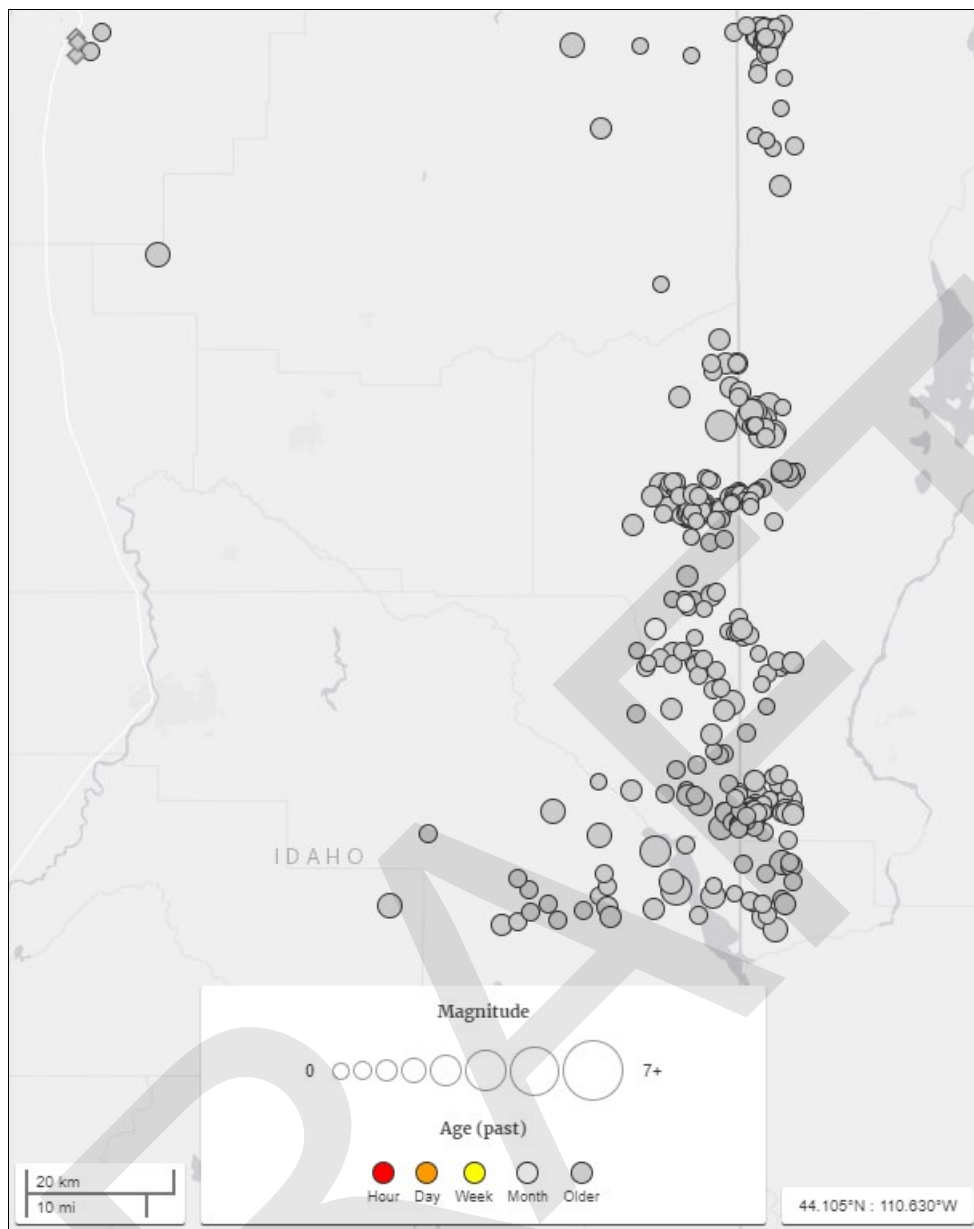 IDAHO
Magnitude
0 7+
Age (past)
Hour Day Week Month Older
20 km
10 mi
44.105°N : 110.630°W